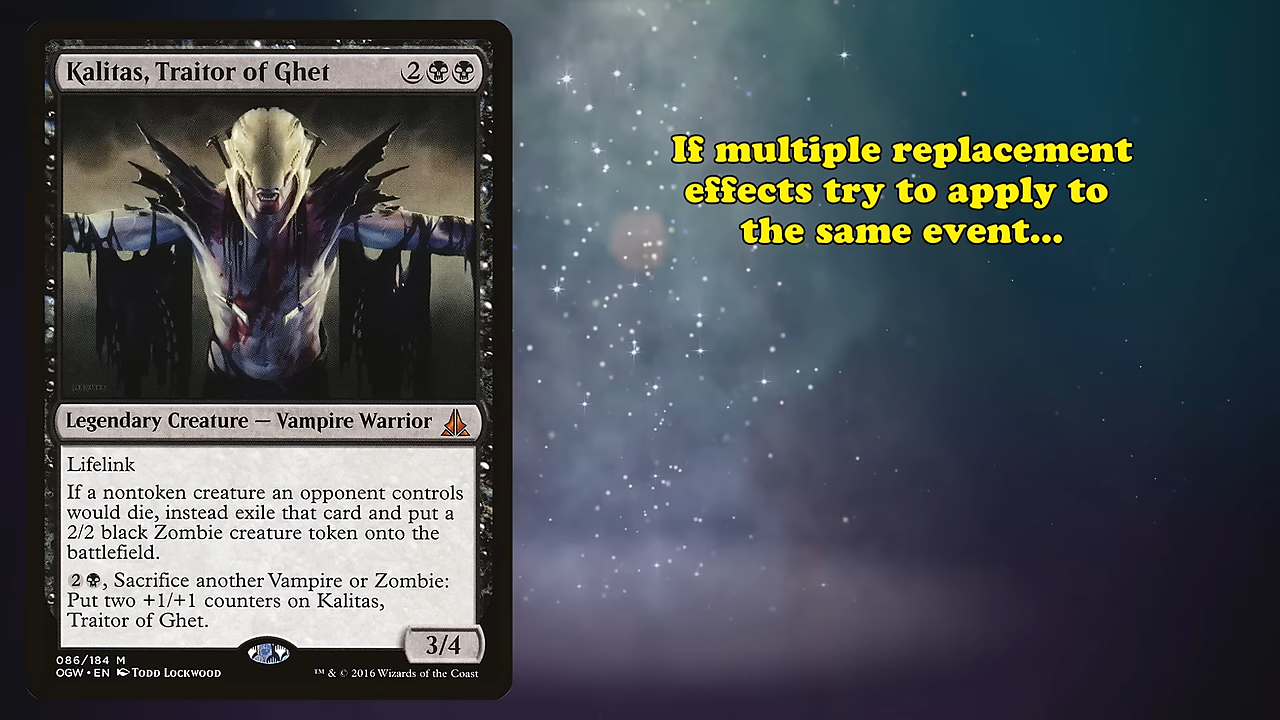 Kalitas, Traitor of Ghet 2
If multiple replacement
effects try to apply to
the same event...
Legendary Creature — Vampire Warrior
Lifelink
If a nontoken creature an opponent controls
would die, instead exile that card and put a
2/2 black Zombie creature token onto the
battlefield.
2, Sacrifice another Vampire or Zombie:
Put two +1/+1 counters on Kalitas,
Traitor of Ghet.
3/4
086/184 M
OGW • EN Todd Lockwood
™ & © 2016 Wizards of the Coast